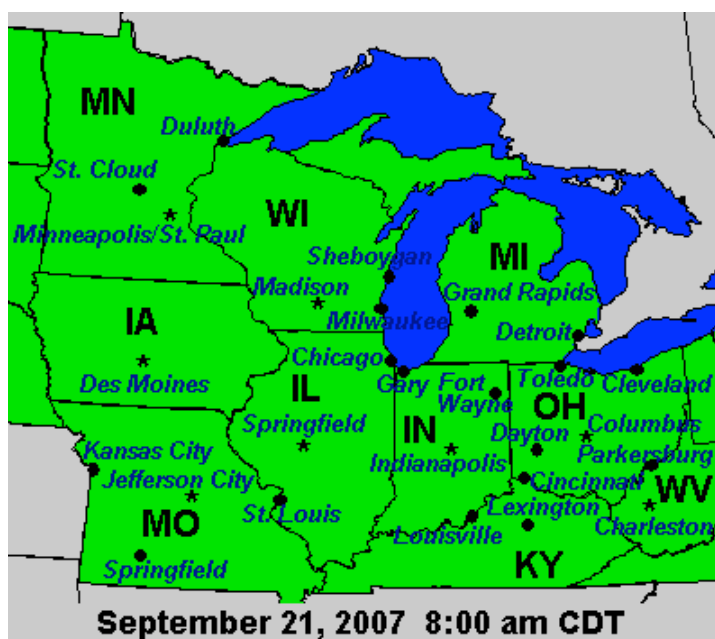 MN
Duluth
St. Cloud
WI
Minneapolis/St. Paul
Sheboygan
MI
Madison
Grand Rapids
IA
Milwaukee
Detroit
Chicago
Des Moines
Gary
Fort
Wayne
Toledo
Cleveland
IL
OH
Springfield
IN
Columbus
Dayton
Kansas City
Indianapolis
Parkersburg
Jefferson City
Cincinnati
WV
St. Louis
Lexington
MO
Louisville
Charleston
Springfield
KY
September 21, 2007 8:00 am CDT